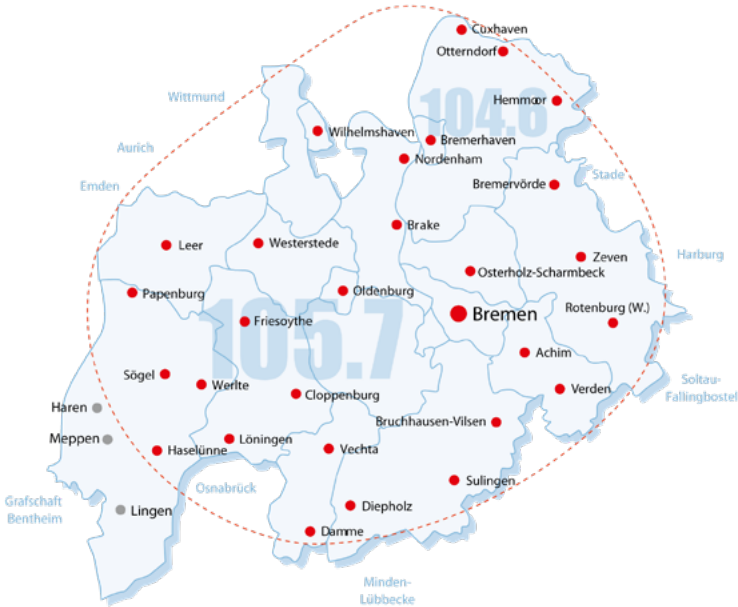 Cuxhaven
Otterndorf
Wittmund
Hemmoor
104.6
Wilhelmshaven
Bremerhaven
Aurich
Nordenham
Stade
Emden
Bremervörde
Brake
Leer
Westerstede
Zeven
Harburg
Osterholz-Scharmbeck
Papenburg
Oldenburg
Rotenburg (W.)
Bremen
Friesoythe
105.7
Achim
Sögel
Werlte
Verden
Soltau-
Fallingbostel
Cloppenburg
Haren
Bruchhausen-Vilsen
Meppen
Löningen
Haselünne
Vechta
Sulingen
Osnabrück
Grafschaft
Bentheim
Lingen
Diepholz
Damme
Minden-
Lübbecke